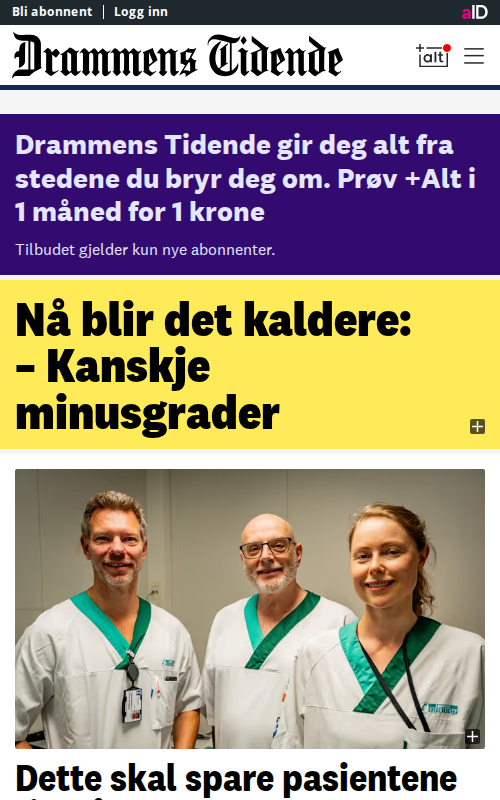 Bli abonnent Logg inn aID
Drammens Tidende +alt
Drammens Tidende gir deg alt fra
stedene du bryr deg om. Prøv +Alt i
1 måned for 1 krone
Tilbudet gjelder kun nye abonnenter.
Nå blir det kaldere:
– Kanskje
minusgrader
Dette skal spare pasientene